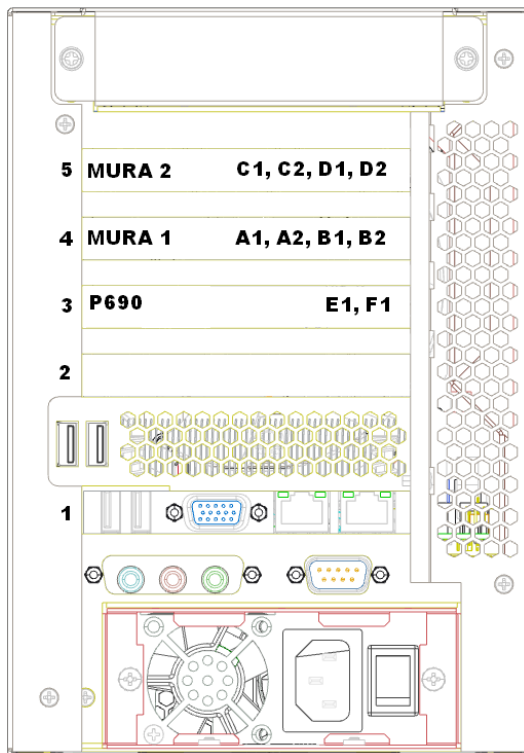 5 MURA 2 C1, C2, D1, D2
4 MURA 1 A1, A2, B1, B2
3 P690 E1, F1
2
1